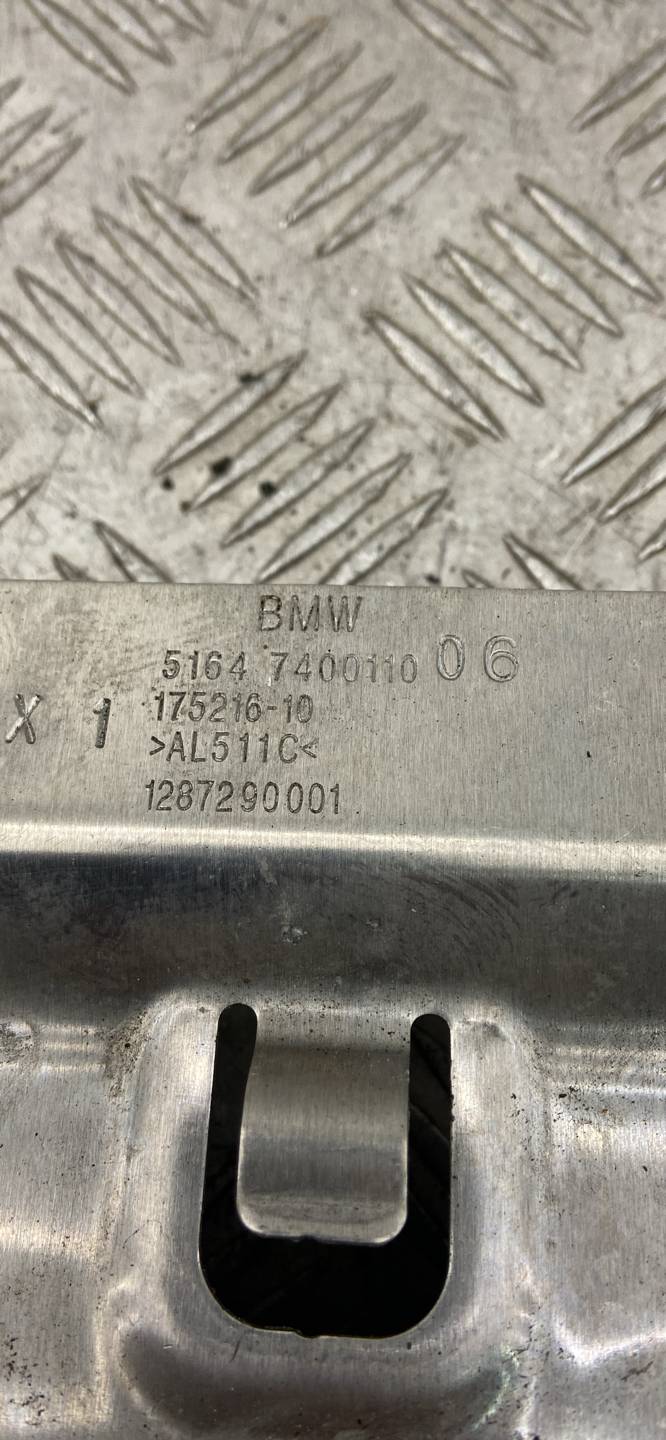 BMW
5164 7400110 06
X 1 175216-10
>AL511C<
1287290001